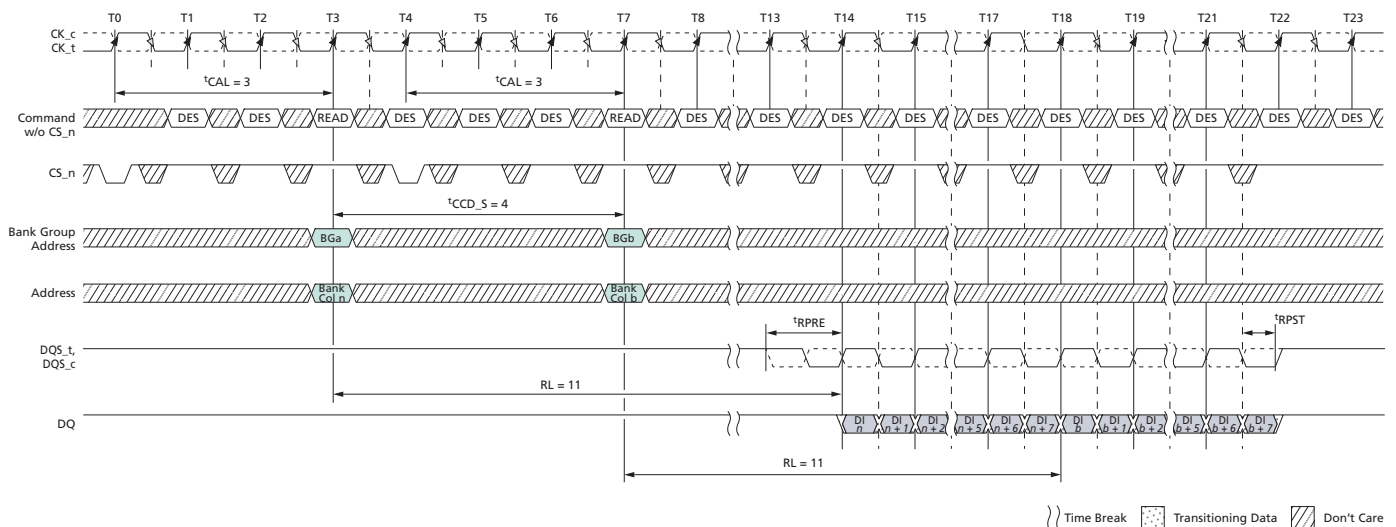 T0 T1 T2 T3 T4 T5 T6 T7 T8 T13 T14 T15 T17 T18 T19 T21 T22 T23
CK_c
CK_t
tCAL = 3 tCAL = 3
Command
w/o CS_n
DES DES READ DES DES DES READ DES DES DES DES DES DES DES DES DES DES
CS_n
tCCD_S = 4
Bank Group
Address
BGa BGb
Address
Bank
Col n
Bank
Col b
tRPRE tRPST
DQS_t,
DQS_c
RL = 11
DQ
DI
n
DI
n + 1
DI
n + 2
DI
n + 5
DI
n + 6
DI
n + 7
DI
b
DI
b + 1
DI
b + 2
DI
b + 5
DI
b + 6
DI
b + 7
RL = 11
Time Break Transitioning Data Don't Care